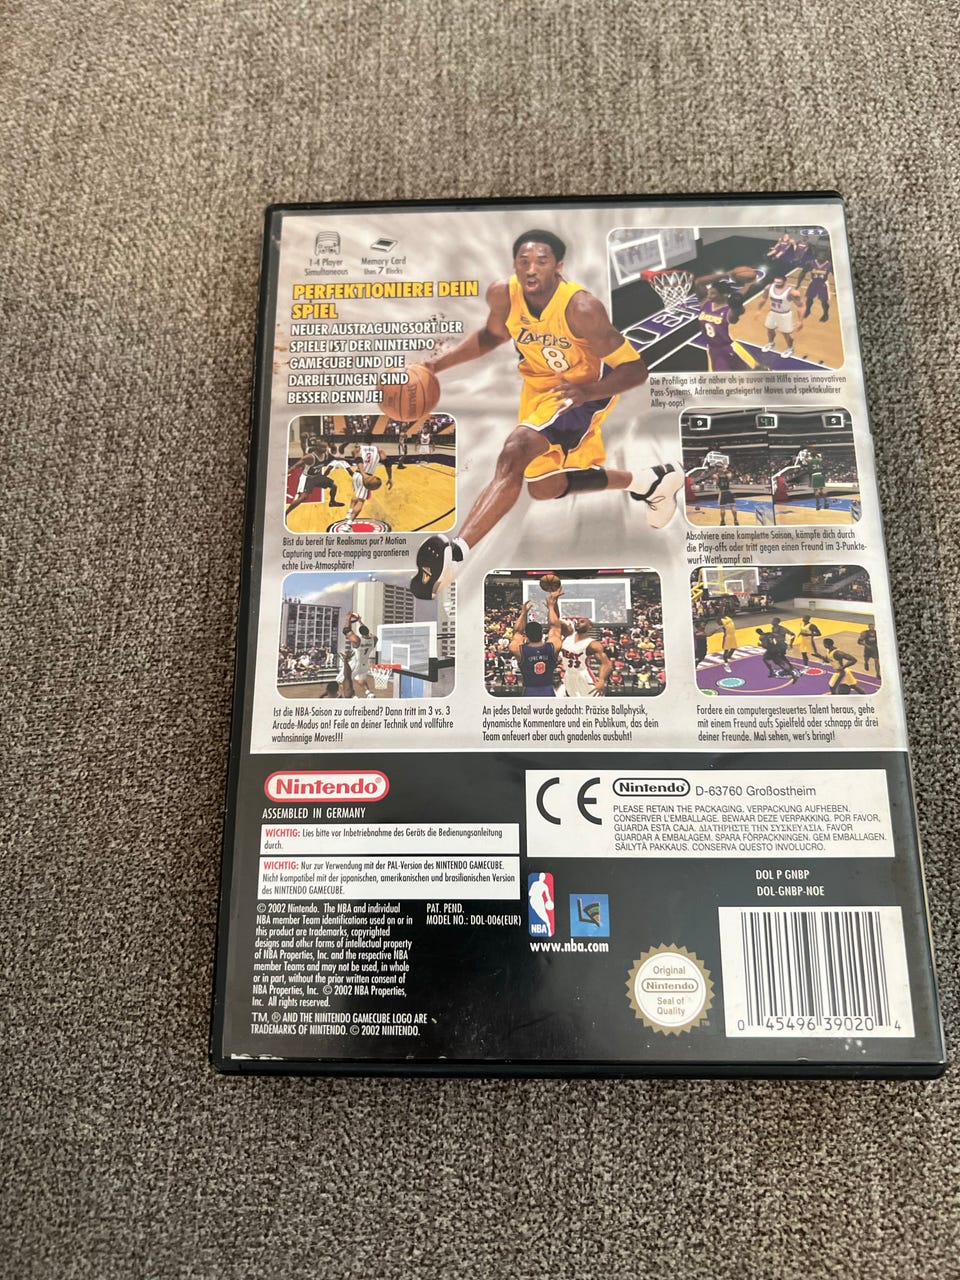 1-4 Player
Simultaneous
Memory Card
Uses 7 Blocks
PERFEKTIONIERE DEIN
SPIEL
NEUER AUSTRAGUNGSORT DER
SPIELE IST DER NINTENDO
GAMECUBE UND DIE
DARBIETUNGEN SIND
BESSER DENN JE!
LAKERS
8
SPALDING
LAKERS
8
Die Profiliga ist dir näher als je zuvor mit Hilfe eines innovativen
Pass-Systems, Adrenalin gesteigerter Moves und spektakulärer
Alley-oops!
3
Bist du bereit für Realismus pur? Motion
Capturing und Face-mapping garantieren
echte Live-Atmosphäre!
9
5
Absolviere eine komplette Saison, kämpfe dich durch
die Play-offs oder tritt gegen einen Freund im 3-Punkte-
wurf-Wettkampf an!
Ist die NBA-Saison zu aufreibend? Dann tritt im 3 vs. 3
Arcade-Modus an! Feile an deiner Technik und vollführe
wahnsinnige Moves!!!
SPREWELL
8
33
An jedes Detail wurde gedacht: Präzise Ballphysik,
dynamische Kommentare und ein Publikum, das dein
Team anfeuert aber auch gnadenlos ausbuht!
Fordere ein computergesteuertes Talent heraus, gehe
mit einem Freund aufs Spielfeld oder schnapp dir drei
deiner Freunde. Mal sehen, wer's bringt!
Nintendo®
ASSEMBLED IN GERMANY
WICHTIG: Lies bitte vor Inbetriebnahme des Geräts die Bedienungsanleitung
durch.
WICHTIG: Nur zur Verwendung mit der PAL-Version des NINTENDO GAMECUBE.
Nicht kompatibel mit der japanischen, amerikanischen und brasilianischen Version
des NINTENDO GAMECUBE.
© 2002 Nintendo. The NBA and individual
NBA member Team identifications used on or in
this product are trademarks, copyrighted
designs and other forms of intellectual property
of NBA Properties, Inc. and the respective NBA
member Teams and may not be used, in whole
or in part, without the prior written consent of
NBA Properties, Inc. © 2002 NBA Properties,
Inc. All rights reserved.
TM, ® AND THE NINTENDO GAMECUBE LOGO ARE
TRADEMARKS OF NINTENDO. © 2002 NINTENDO.
PAT. PEND.
MODEL NO.: DOL-006(EUR)
CE
Nintendo® D-63760 Großostheim
PLEASE RETAIN THE PACKAGING. VERPACKUNG AUFHEBEN.
CONSERVER L'EMBALLAGE. BEWAAR DEZE VERPAKKING. POR FAVOR,
GUARDA ESTA CAJA. ΔΙΑΤΗΡΗΣΤΕ ΤΗΝ ΣΥΣΚΕΥΑΣΙΑ. FAVOR
GUARDAR A EMBALAGEM. SPARA FÖRPACKNINGEN. GEM EMBALLAGEN.
SÄILYTÄ PAKKAUS. CONSERVA QUESTO INVOLUCRO.
NBA
www.nba.com
DOL P GNBP
DOL-GNBP-NOE
Original
Nintendo
Seal of
Quality
TM
0 45496 39020 4